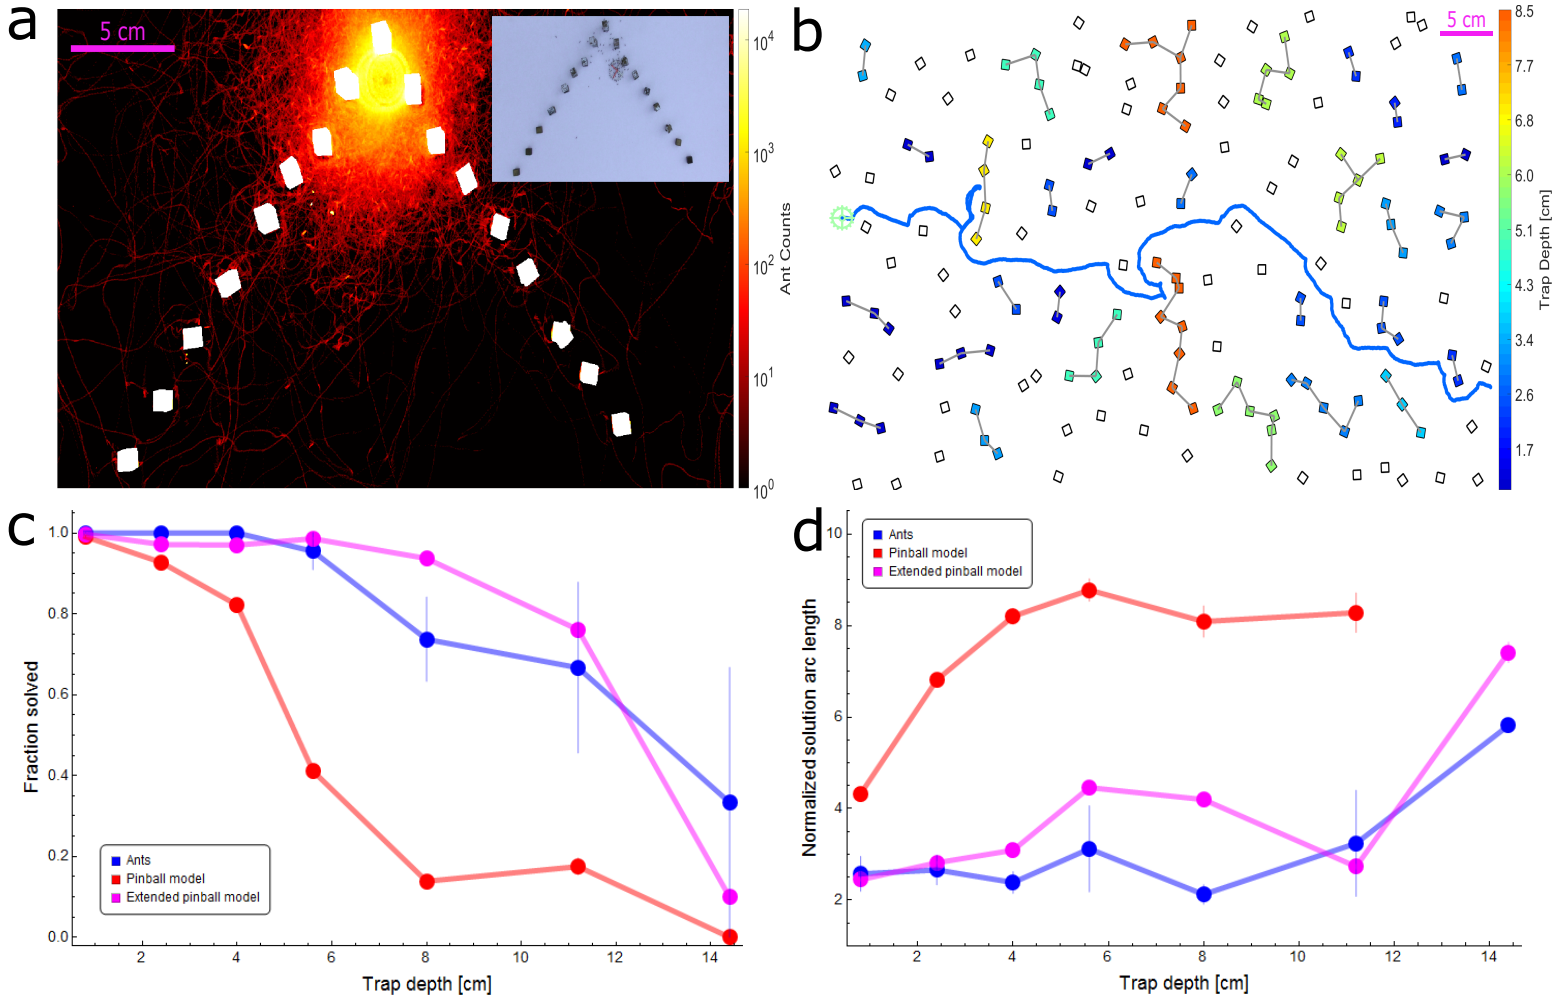 a
5 cm
10^4
10^3
10^2
10^1
10^0
Ant Counts
b
5 cm
8.5
7.7
6.8
6.0
5.1
4.3
3.4
2.6
1.7
Trap Depth [cm]
c
1.0
0.8
0.6
0.4
0.2
0.0
Fraction solved
Ants
Pinball model
Extended pinball model
2 4 6 8 10 12 14
Trap depth [cm]
d
10
8
6
4
2
Normalized solution arc length
Ants
Pinball model
Extended pinball model
2 4 6 8 10 12 14
Trap depth [cm]